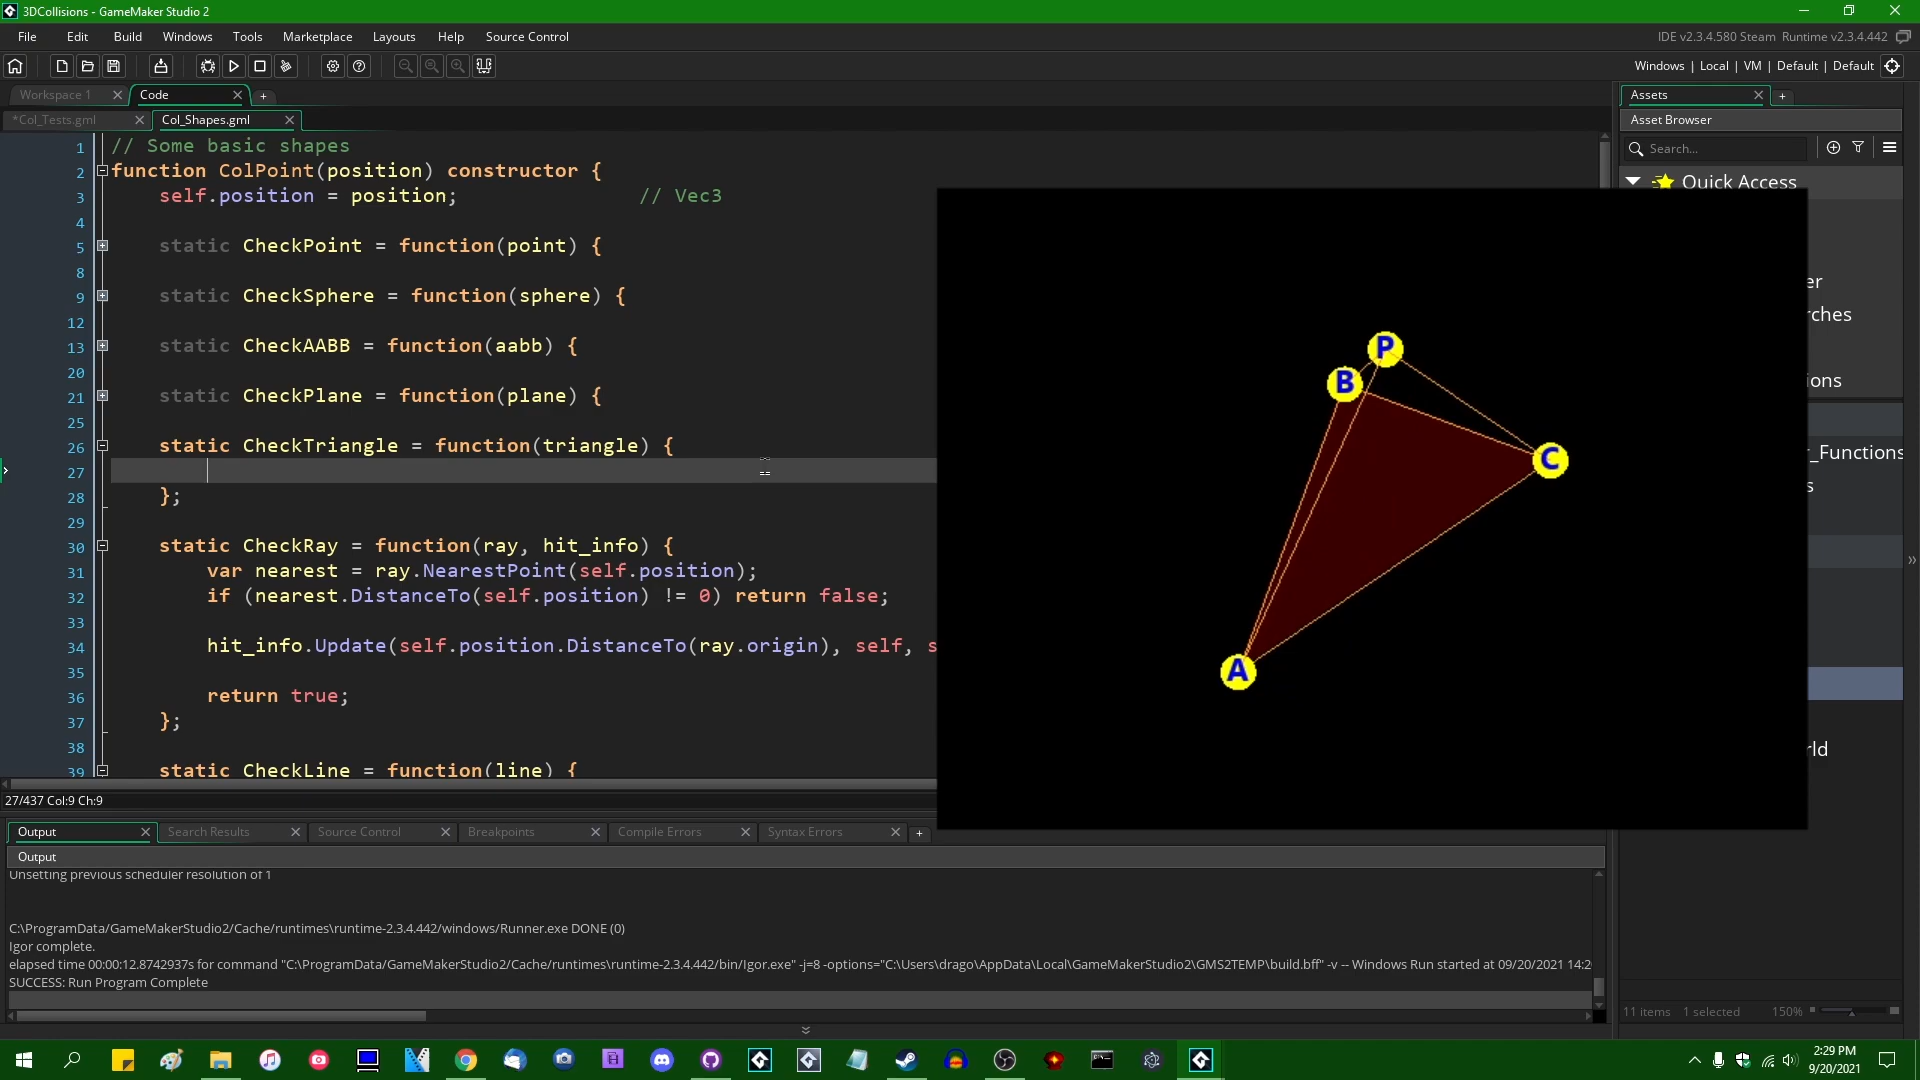 3DCollisions - GameMaker Studio 2
File Edit Build Windows Tools Marketplace Layouts Help Source Control
IDE v2.3.4.580 Steam Runtime v2.3.4.442
Windows | Local | VM | Default | Default
Workspace 1
Code
Assets
*Col_Tests.gml
Col_Shapes.gml
Asset Browser
Search...
Quick Access
1 // Some basic shapes
2 function ColPoint(position) constructor {
3 self.position = position; // Vec3
4
5 static CheckPoint = function(point) {
8
9 static CheckSphere = function(sphere) {
12
13 static CheckAABB = function(aabb) {
20
21 static CheckPlane = function(plane) {
25
26 static CheckTriangle = function(triangle) {
27
28 };
29
30 static CheckRay = function(ray, hit_info) {
31 var nearest = ray.NearestPoint(self.position);
32 if (nearest.DistanceTo(self.position) != 0) return false;
33
34 hit_info.Update(self.position.DistanceTo(ray.origin), self, s
35
36 return true;
37 };
38
39 static CheckLine = function(line) {
P
B
C
A
er
rches
ions
_Functions
s
rld
27/437 Col:9 Ch:9
Output Search Results Source Control Breakpoints Compile Errors Syntax Errors
Output
Unsetting previous scheduler resolution of 1
C:\ProgramData/GameMakerStudio2/Cache/runtimes\runtime-2.3.4.442/windows/Runner.exe DONE (0)
Igor complete.
elapsed time 00:00:12.8742937s for command "C:\ProgramData/GameMakerStudio2/Cache/runtimes\runtime-2.3.4.442/bin/Igor.exe" -j=8 -options="C:\Users\drago\AppData\Local\GameMakerStudio2\GMS2TEMP\build.bff" -v -- Windows Run started at 09/20/2021 14:2
SUCCESS: Run Program Complete
11 items 1 selected 150%
2:29 PM
9/20/2021